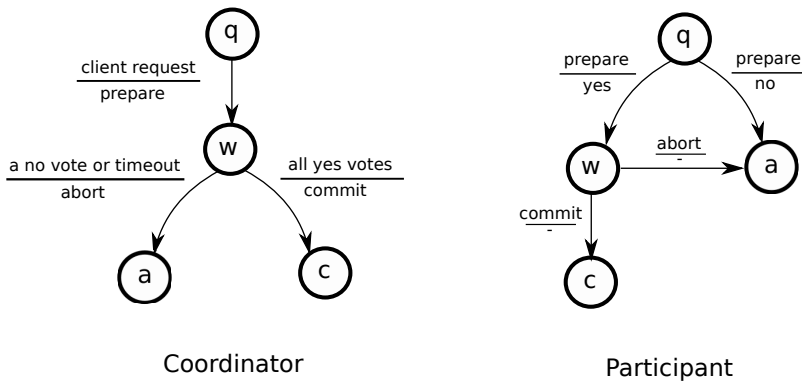 q
client request
prepare
w
a no vote or timeout
abort
all yes votes
commit
a
c
Coordinator
q
prepare
yes
prepare
no
w
abort
-
a
commit
-
c
Participant